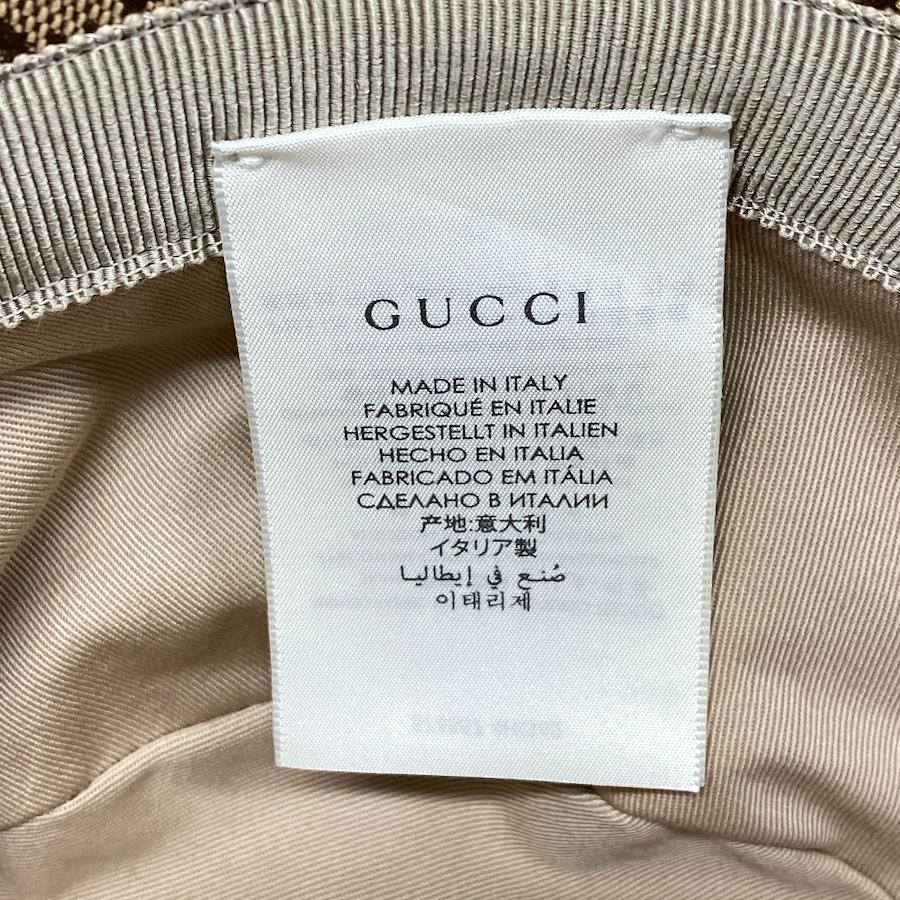 GUCCI
MADE IN ITALY
FABRIQUÉ EN ITALIE
HERGESTELLT IN ITALIEN
HECHO EN ITALIA
FABRICADO EM ITÁLIA
СДЕЛАНО В ИТАЛИИ
产地:意大利
イタリア製
صُنع في إيطاليا
이태리제